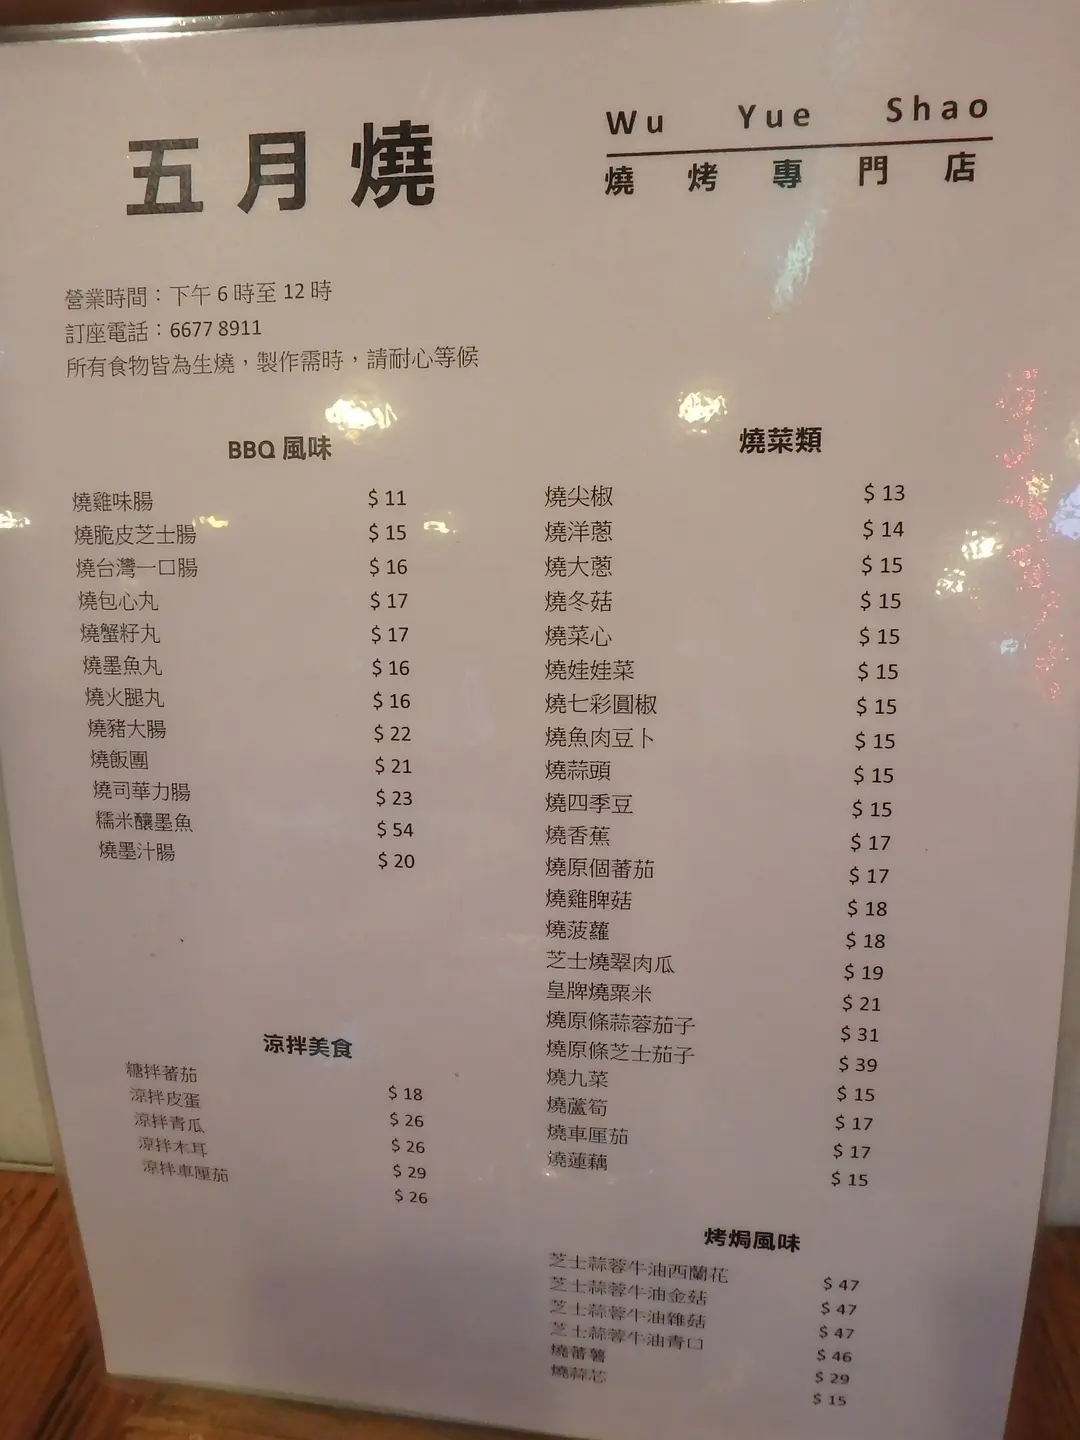 五月燒
Wu Yue Shao
燒烤專門店
營業時間：下午 6 時至 12 時
訂座電話：6677 8911
所有食物皆為生燒，製作需時，請耐心等候
BBQ 風味
燒雞味腸 $ 11
燒脆皮芝士腸 $ 15
燒台灣一口腸 $ 16
燒包心丸 $ 17
燒蟹籽丸 $ 17
燒墨魚丸 $ 16
燒火腿丸 $ 16
燒豬大腸 $ 22
燒飯團 $ 21
燒司華力腸 $ 23
糯米釀墨魚 $ 54
燒墨汁腸 $ 20
涼拌美食
糖拌蕃茄 $ 18
涼拌皮蛋 $ 26
涼拌青瓜 $ 26
涼拌木耳 $ 29
涼拌車厘茄 $ 26
燒菜類
燒尖椒 $ 13
燒洋蔥 $ 14
燒大蔥 $ 15
燒冬菇 $ 15
燒菜心 $ 15
燒娃娃菜 $ 15
燒七彩圓椒 $ 15
燒魚肉豆卜 $ 15
燒蒜頭 $ 15
燒四季豆 $ 15
燒香蕉 $ 17
燒原個蕃茄 $ 17
燒雞脾菇 $ 18
燒菠蘿 $ 18
芝士燒翠肉瓜 $ 19
皇牌燒粟米 $ 21
燒原條蒜蓉茄子 $ 31
燒原條芝士茄子 $ 39
燒九菜 $ 15
燒蘆筍 $ 17
燒車厘茄 $ 17
燒蓮藕 $ 15
烤焗風味
芝士蒜蓉牛油西蘭花 $ 47
芝士蒜蓉牛油金菇 $ 47
芝士蒜蓉牛油雜菇 $ 47
芝士蒜蓉牛油青口 $ 46
燒蕃薯 $ 29
燒蒜芯 $ 15